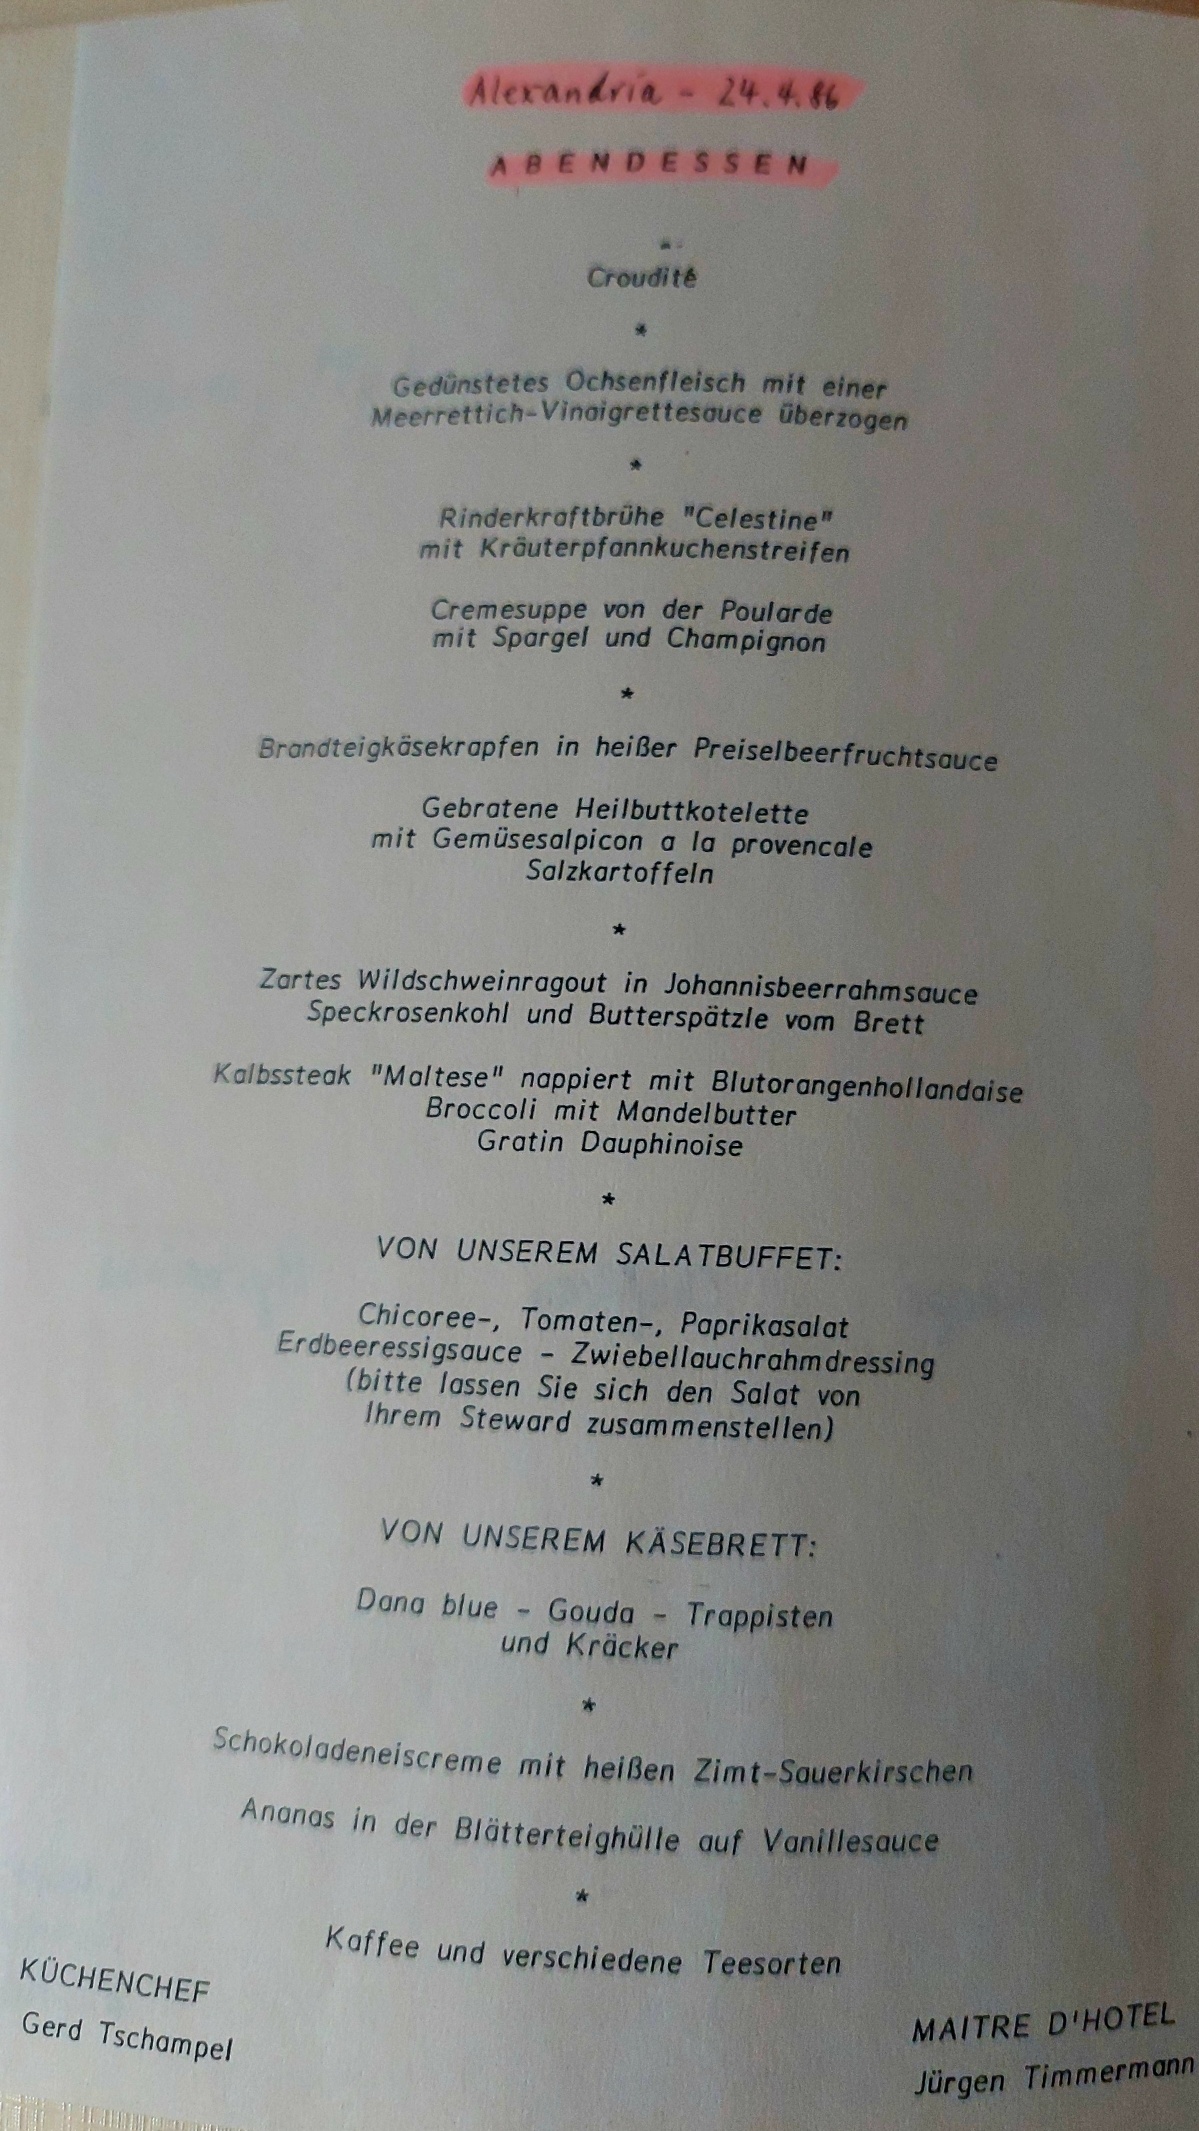 Alexandria - 24.4.86
ABENDESSEN
*
Croudité
*
Gedünstetes Ochsenfleisch mit einer
Meerrettich-Vinaigrettesauce überzogen
*
Rinderkraftbrühe "Celestine"
mit Kräuterpfannkuchenstreifen
Cremesuppe von der Poularde
mit Spargel und Champignon
*
Brandteigkäsekrapfen in heißer Preiselbeerfruchtsauce
Gebratene Heilbuttkotelette
mit Gemüsesalpicon a la provencale
Salzkartoffeln
*
Zartes Wildschweinragout in Johannisbeerrahmsauce
Speckrosenkohl und Butterspätzle vom Brett
Kalbssteak "Maltese" nappiert mit Blutorangenhollandaise
Broccoli mit Mandelbutter
Gratin Dauphinoise
*
VON UNSEREM SALATBUFFET:
Chicoree-, Tomaten-, Paprikasalat
Erdbeeressigsauce - Zwiebellauchrahmdressing
(bitte lassen Sie sich den Salat von
Ihrem Steward zusammenstellen)
*
VON UNSEREM KÄSEBRETT:
Dana blue - Gouda - Trappisten
und Kräcker
*
Schokoladeneiscreme mit heißen Zimt-Sauerkirschen
Ananas in der Blätterteighülle auf Vanillesauce
*
Kaffee und verschiedene Teesorten
KÜCHENCHEF
Gerd Tschampel
MAITRE D'HOTEL
Jürgen Timmermann